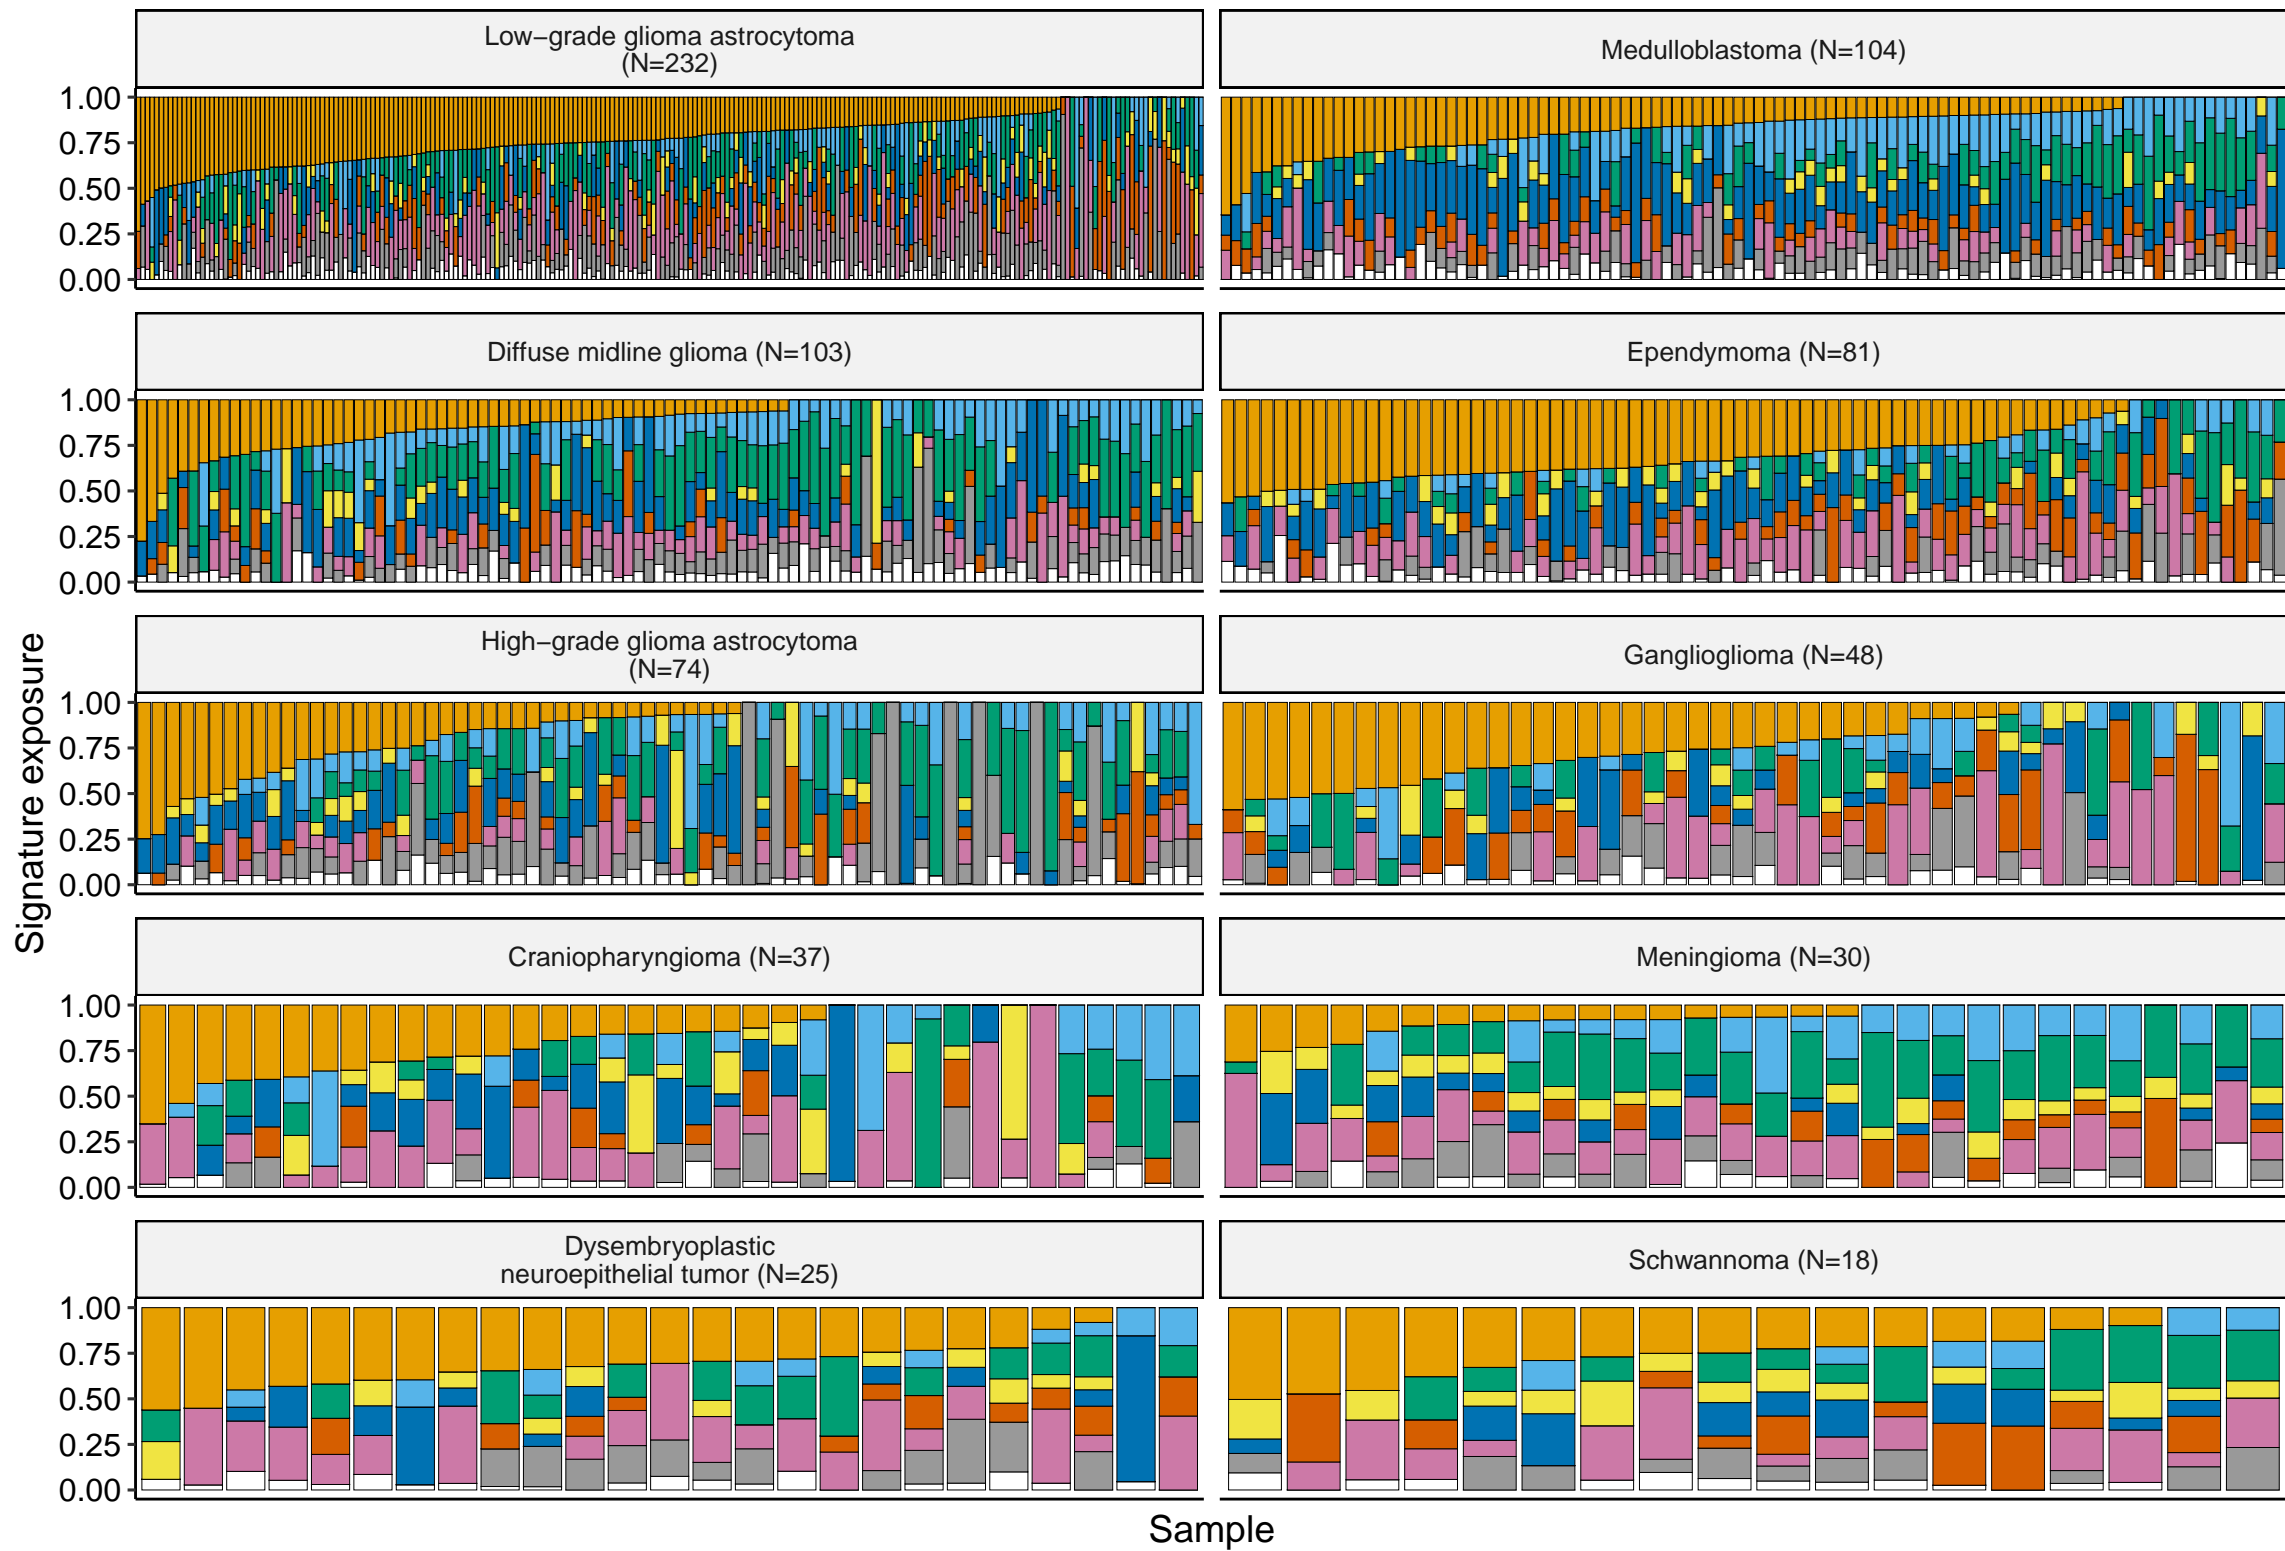 Low−grade glioma astrocytoma
(N=232)
Medulloblastoma (N=104)
1.00
0.75
0.50
0.25
0.00
Diffuse midline glioma (N=103)
Ependymoma (N=81)
1.00
0.75
0.50
0.25
0.00
High−grade glioma astrocytoma
(N=74)
Ganglioglioma (N=48)
1.00
0.75
0.50
0.25
0.00
Signature exposure
Craniopharyngioma (N=37)
Meningioma (N=30)
1.00
0.75
0.50
0.25
0.00
Dysembryoplastic
neuroepithelial tumor (N=25)
Schwannoma (N=18)
1.00
0.75
0.50
0.25
0.00
Sample